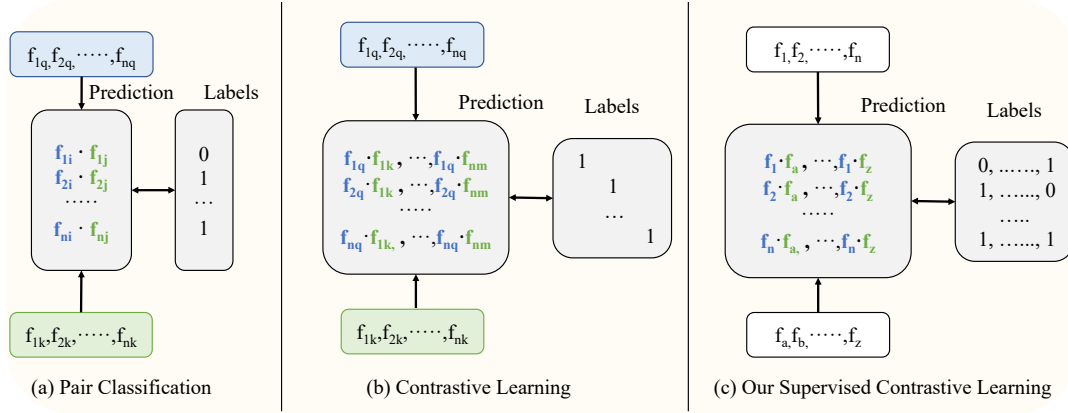 f1q,f2q,·····,fnq
Prediction
Labels
f1i · f1j
f2i · f2j
·····
fni · fnj
0
1
...
1
f1k,f2k,·····,fnk
(a) Pair Classification
f1q,f2q,·····,fnq
Prediction
Labels
f1q·f1k, ···,f1q·fnm
f2q·f1k, ···,f2q·fnm
·····
fnq·f1k, , ···,fnq·fnm
1
1
...
1
f1k,f2k,·····,fnk
(b) Contrastive Learning
f1,f2,·····,fn
Prediction
Labels
f1·fa, ···,f1·fz
f2·fa, ···,f2·fz
·····
fn·fa, , ···,fn·fz
0, ......, 1
1, ......, 0
.....
1, ......, 1
fa,fb,·····,fz
(c) Our Supervised Contrastive Learning